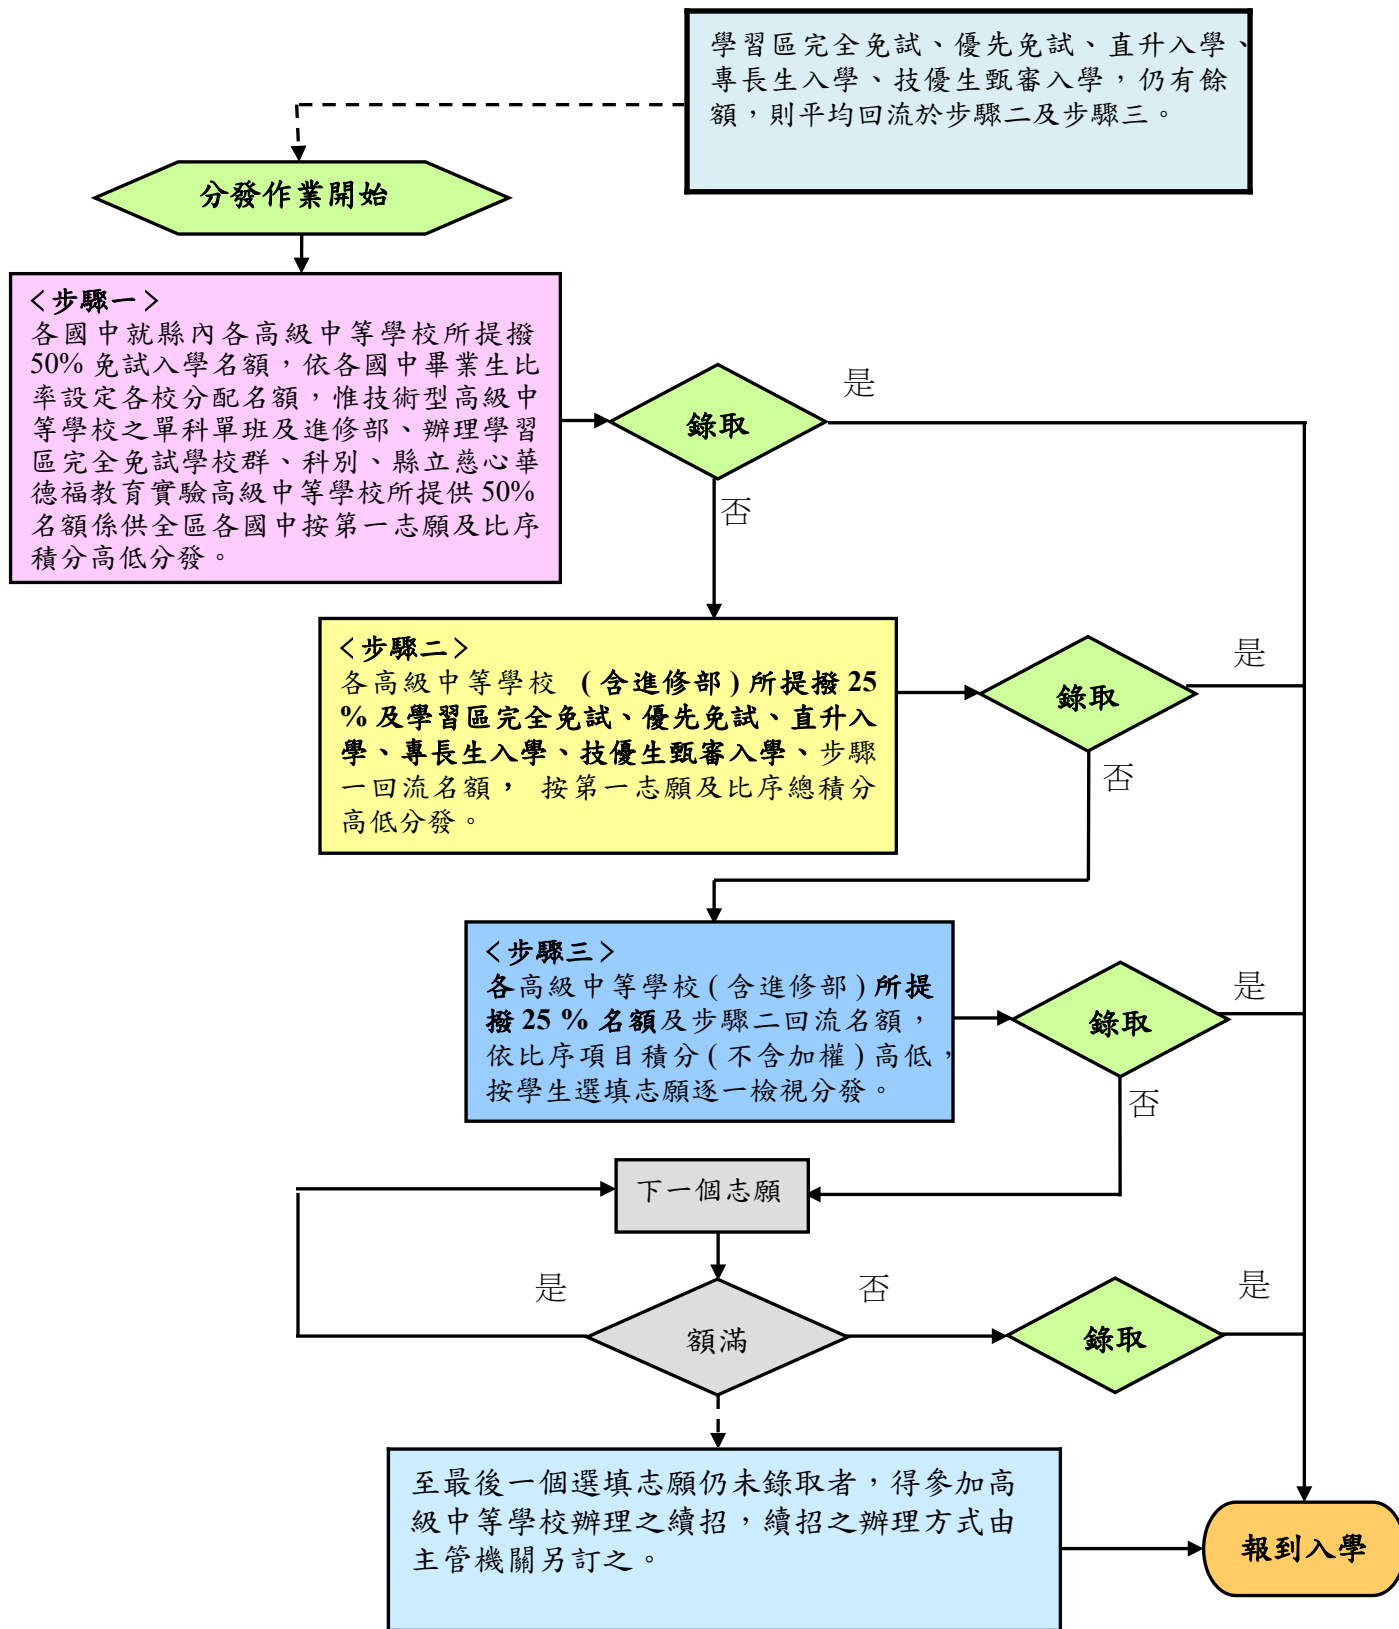 學習區完全免試、優先免試、直升入學、
專長生入學、技優生甄審入學，仍有餘
額，則平均回流於步驟二及步驟三。
分發作業開始
<步驟一>
各國中就縣內各高級中等學校所提撥
50% 免試入學名額，依各國中畢業生比
率設定各校分配名額，惟技術型高級中
等學校之單科單班及進修部、辦理學習
區完全免試學校群、科別、縣立慈心華
德福教育實驗高級中等學校所提供 50%
名額係供全區各國中按第一志願及比序
積分高低分發。
錄取
是
否
<步驟二>
各高級中等學校 (含進修部)所提撥 25
% 及學習區完全免試、優先免試、直升入
學、專長生入學、技優生甄審入學、步驟
一回流名額， 按第一志願及比序總積分
高低分發。
錄取
是
否
<步驟三>
各高級中等學校(含進修部)所提
撥 25 % 名額及步驟二回流名額，
依比序項目積分(不含加權)高低，
按學生選填志願逐一檢視分發。
錄取
是
否
下一個志願
是
額滿
否
錄取
是
至最後一個選填志願仍未錄取者，得參加高
級中等學校辦理之續招，續招之辦理方式由
主管機關另訂之。
報到入學